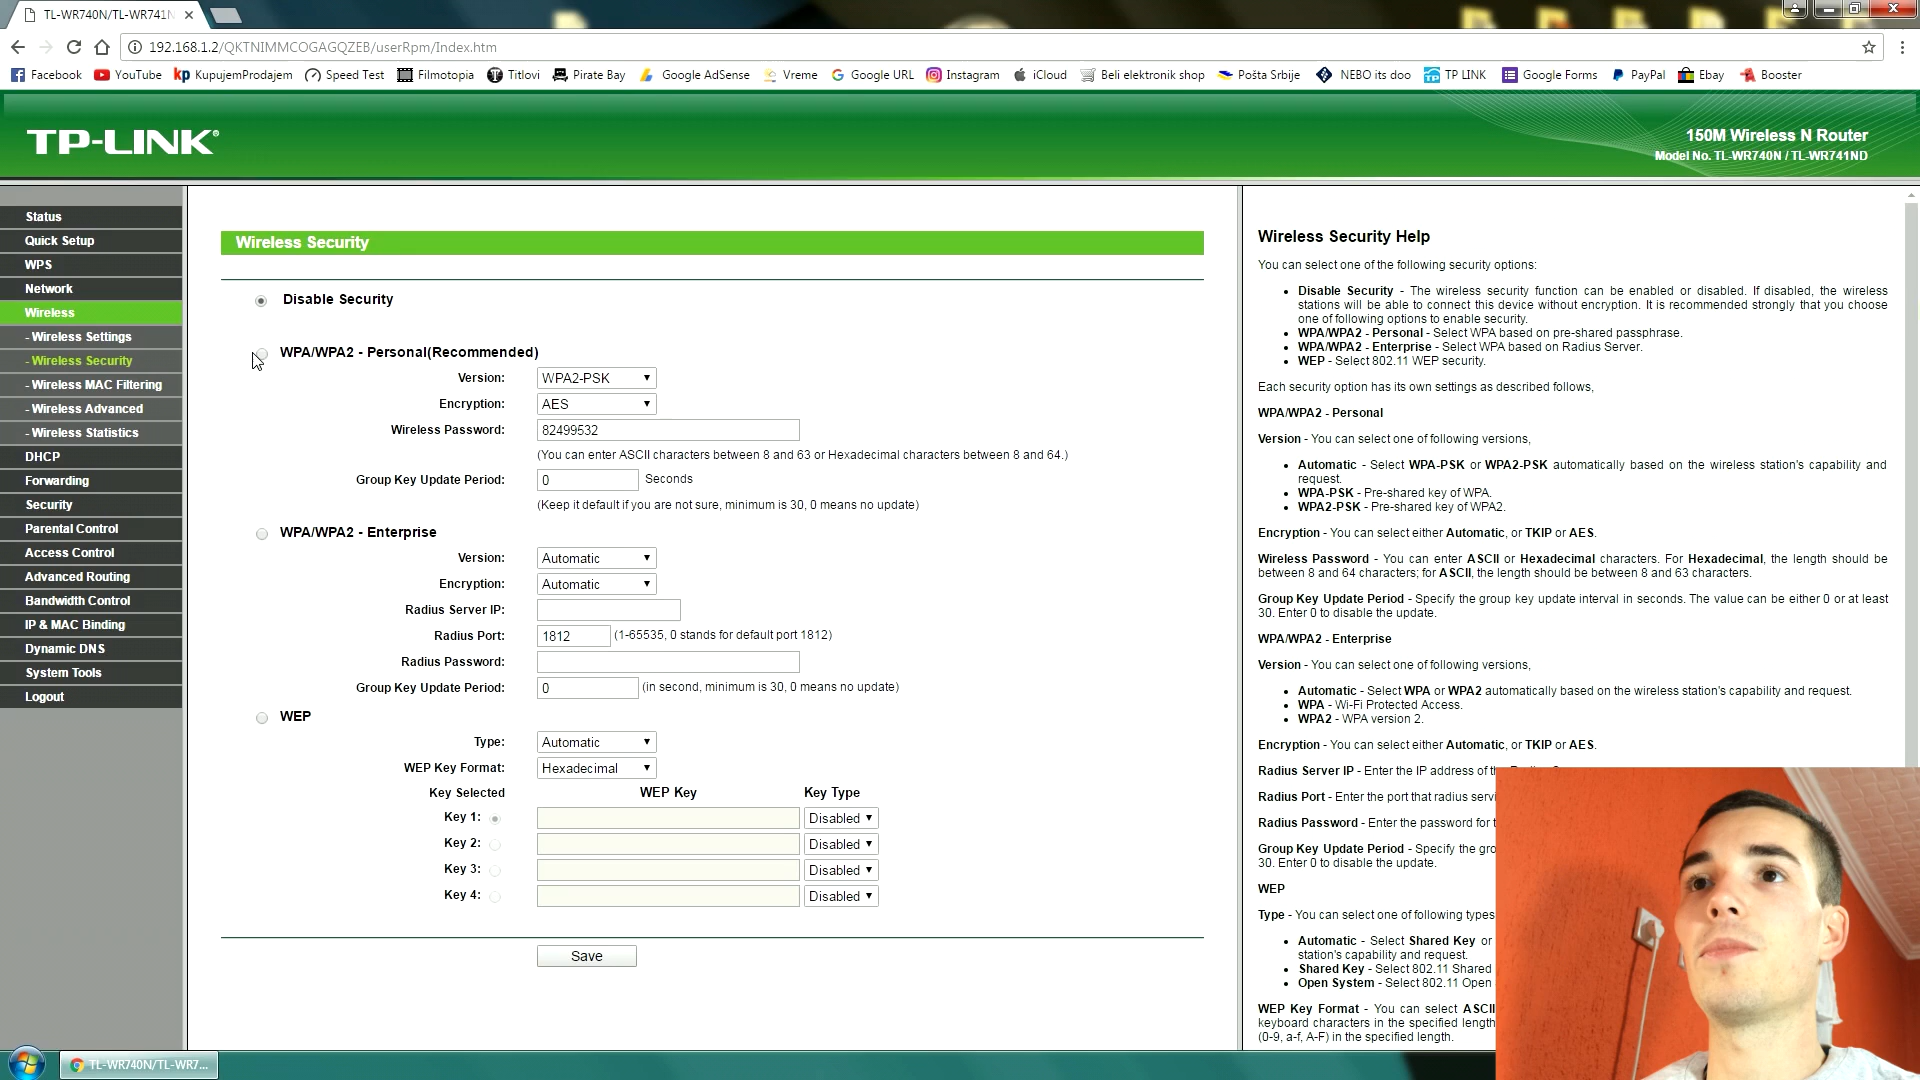 TL-WR740N/TL-WR741N
192.168.1.2/QKTNIMMCOGAGQZEB/userRpm/Index.htm
Facebook YouTube KupujemProdajem Speed Test Filmotopia Titlovi Pirate Bay Google AdSense Vreme Google URL Instagram iCloud Beli elektronik shop Pošta Srbije NEBO its doo TP LINK Google Forms PayPal Ebay Booster
TP-LINK®
150M Wireless N Router
Model No. TL-WR740N / TL-WR741ND
Status
Quick Setup
WPS
Network
Wireless
- Wireless Settings
- Wireless Security
- Wireless MAC Filtering
- Wireless Advanced
- Wireless Statistics
DHCP
Forwarding
Security
Parental Control
Access Control
Advanced Routing
Bandwidth Control
IP & MAC Binding
Dynamic DNS
System Tools
Logout
Wireless Security
Disable Security
WPA/WPA2 - Personal(Recommended)
Version: WPA2-PSK
Encryption: AES
Wireless Password: 82499532
(You can enter ASCII characters between 8 and 63 or Hexadecimal characters between 8 and 64.)
Group Key Update Period: 0 Seconds
(Keep it default if you are not sure, minimum is 30, 0 means no update)
WPA/WPA2 - Enterprise
Version: Automatic
Encryption: Automatic
Radius Server IP:
Radius Port: 1812 (1-65535, 0 stands for default port 1812)
Radius Password:
Group Key Update Period: 0 (in second, minimum is 30, 0 means no update)
WEP
Type: Automatic
WEP Key Format: Hexadecimal
Key Selected WEP Key Key Type
Key 1: Disabled
Key 2: Disabled
Key 3: Disabled
Key 4: Disabled
Save
Wireless Security Help
You can select one of the following security options:
• Disable Security - The wireless security function can be enabled or disabled. If disabled, the wireless
stations will be able to connect this device without encryption. It is recommended strongly that you choose
one of following options to enable security.
• WPA/WPA2 - Personal - Select WPA based on pre-shared passphrase.
• WPA/WPA2 - Enterprise - Select WPA based on Radius Server.
• WEP - Select 802.11 WEP security.
Each security option has its own settings as described follows,
WPA/WPA2 - Personal
Version - You can select one of following versions,
• Automatic - Select WPA-PSK or WPA2-PSK automatically based on the wireless station's capability and
request.
• WPA-PSK - Pre-shared key of WPA.
• WPA2-PSK - Pre-shared key of WPA2.
Encryption - You can select either Automatic, or TKIP or AES.
Wireless Password - You can enter ASCII or Hexadecimal characters. For Hexadecimal, the length should be
between 8 and 64 characters; for ASCII, the length should be between 8 and 63 characters.
Group Key Update Period - Specify the group key update interval in seconds. The value can be either 0 or at least
30. Enter 0 to disable the update.
WPA/WPA2 - Enterprise
Version - You can select one of following versions,
• Automatic - Select WPA or WPA2 automatically based on the wireless station's capability and request.
• WPA - Wi-Fi Protected Access.
• WPA2 - WPA version 2.
Encryption - You can select either Automatic, or TKIP or AES.
Radius Server IP - Enter the IP address of the
Radius Port - Enter the port that radius servi
Radius Password - Enter the password for t
Group Key Update Period - Specify the gro
30. Enter 0 to disable the update.
WEP
Type - You can select one of following types
• Automatic - Select Shared Key or
station's capability and request.
• Shared Key - Select 802.11 Shared
• Open System - Select 802.11 Open
WEP Key Format - You can select ASCII
keyboard characters in the specified length
(0-9, a-f, A-F) in the specified length.
TL-WR740N/TL-WR7...